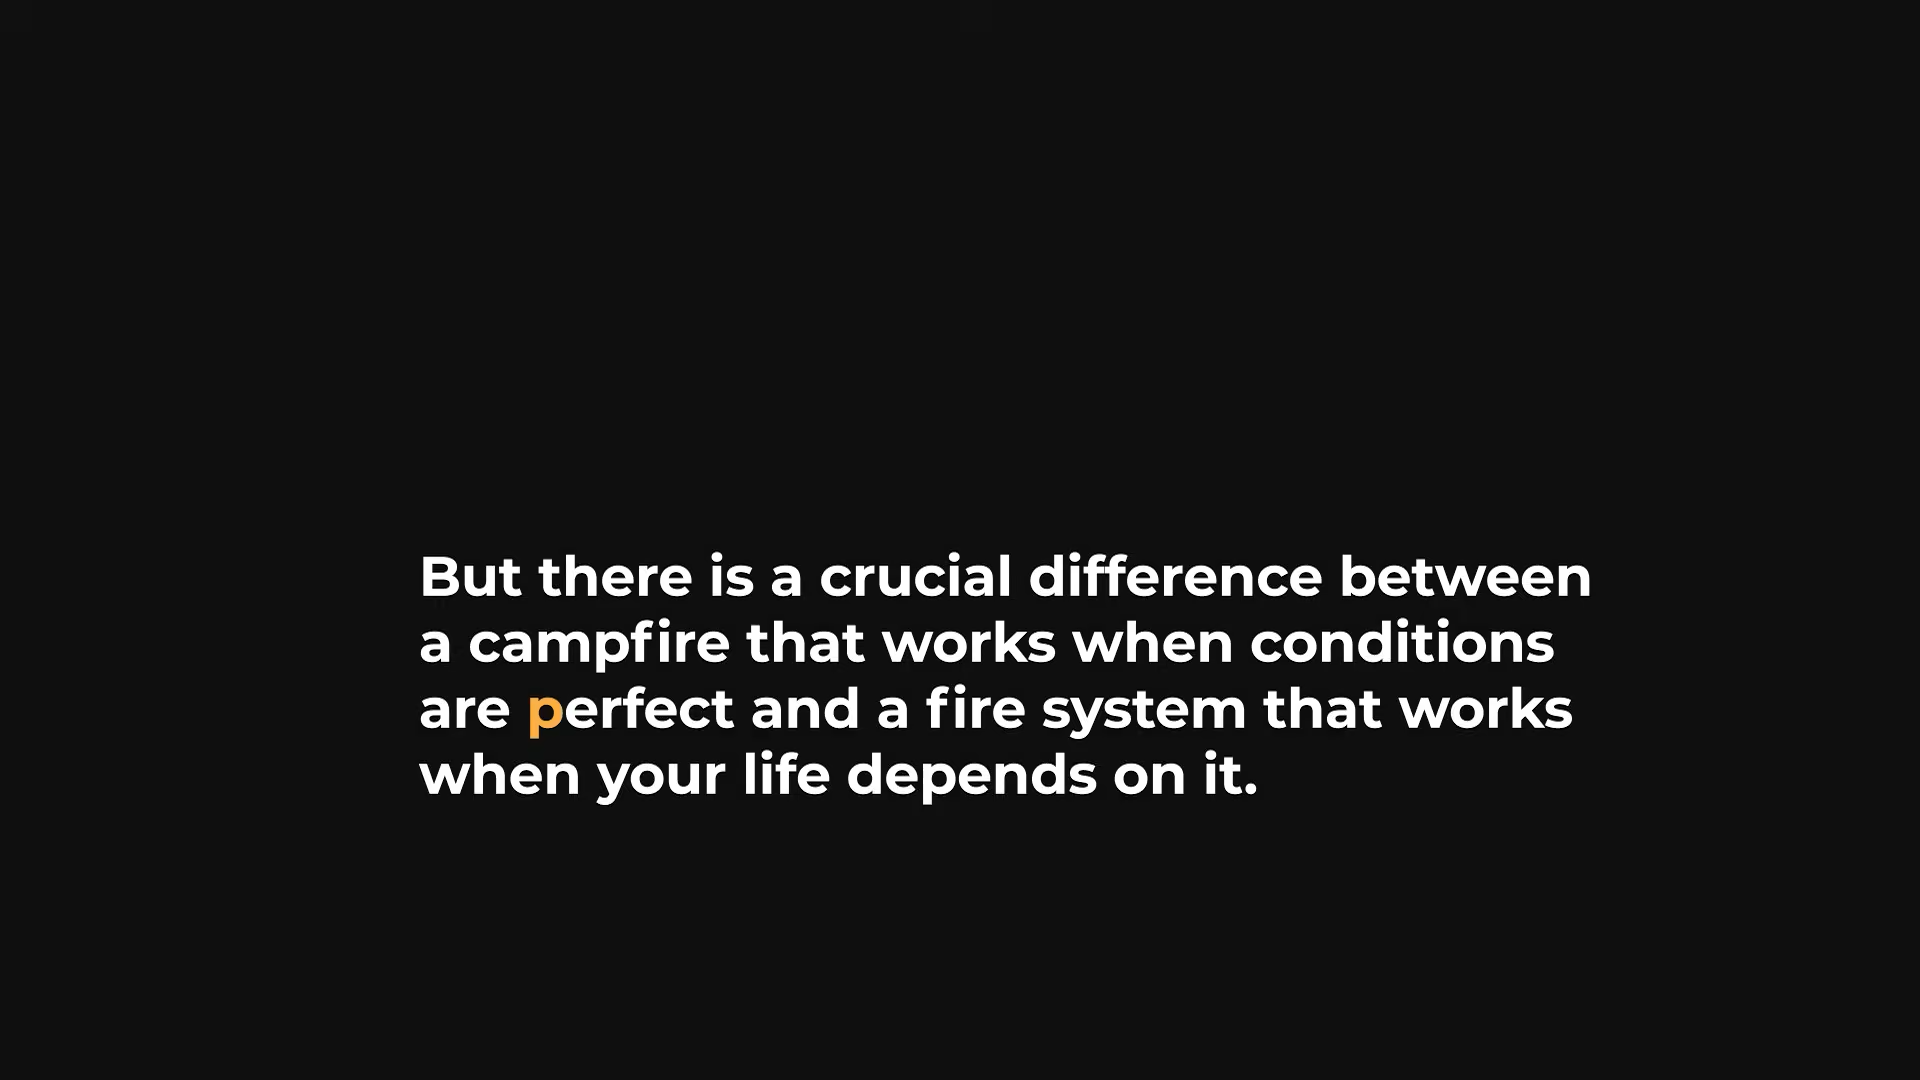 But there is a crucial difference between
a campfire that works when conditions
are perfect and a fire system that works
when your life depends on it.